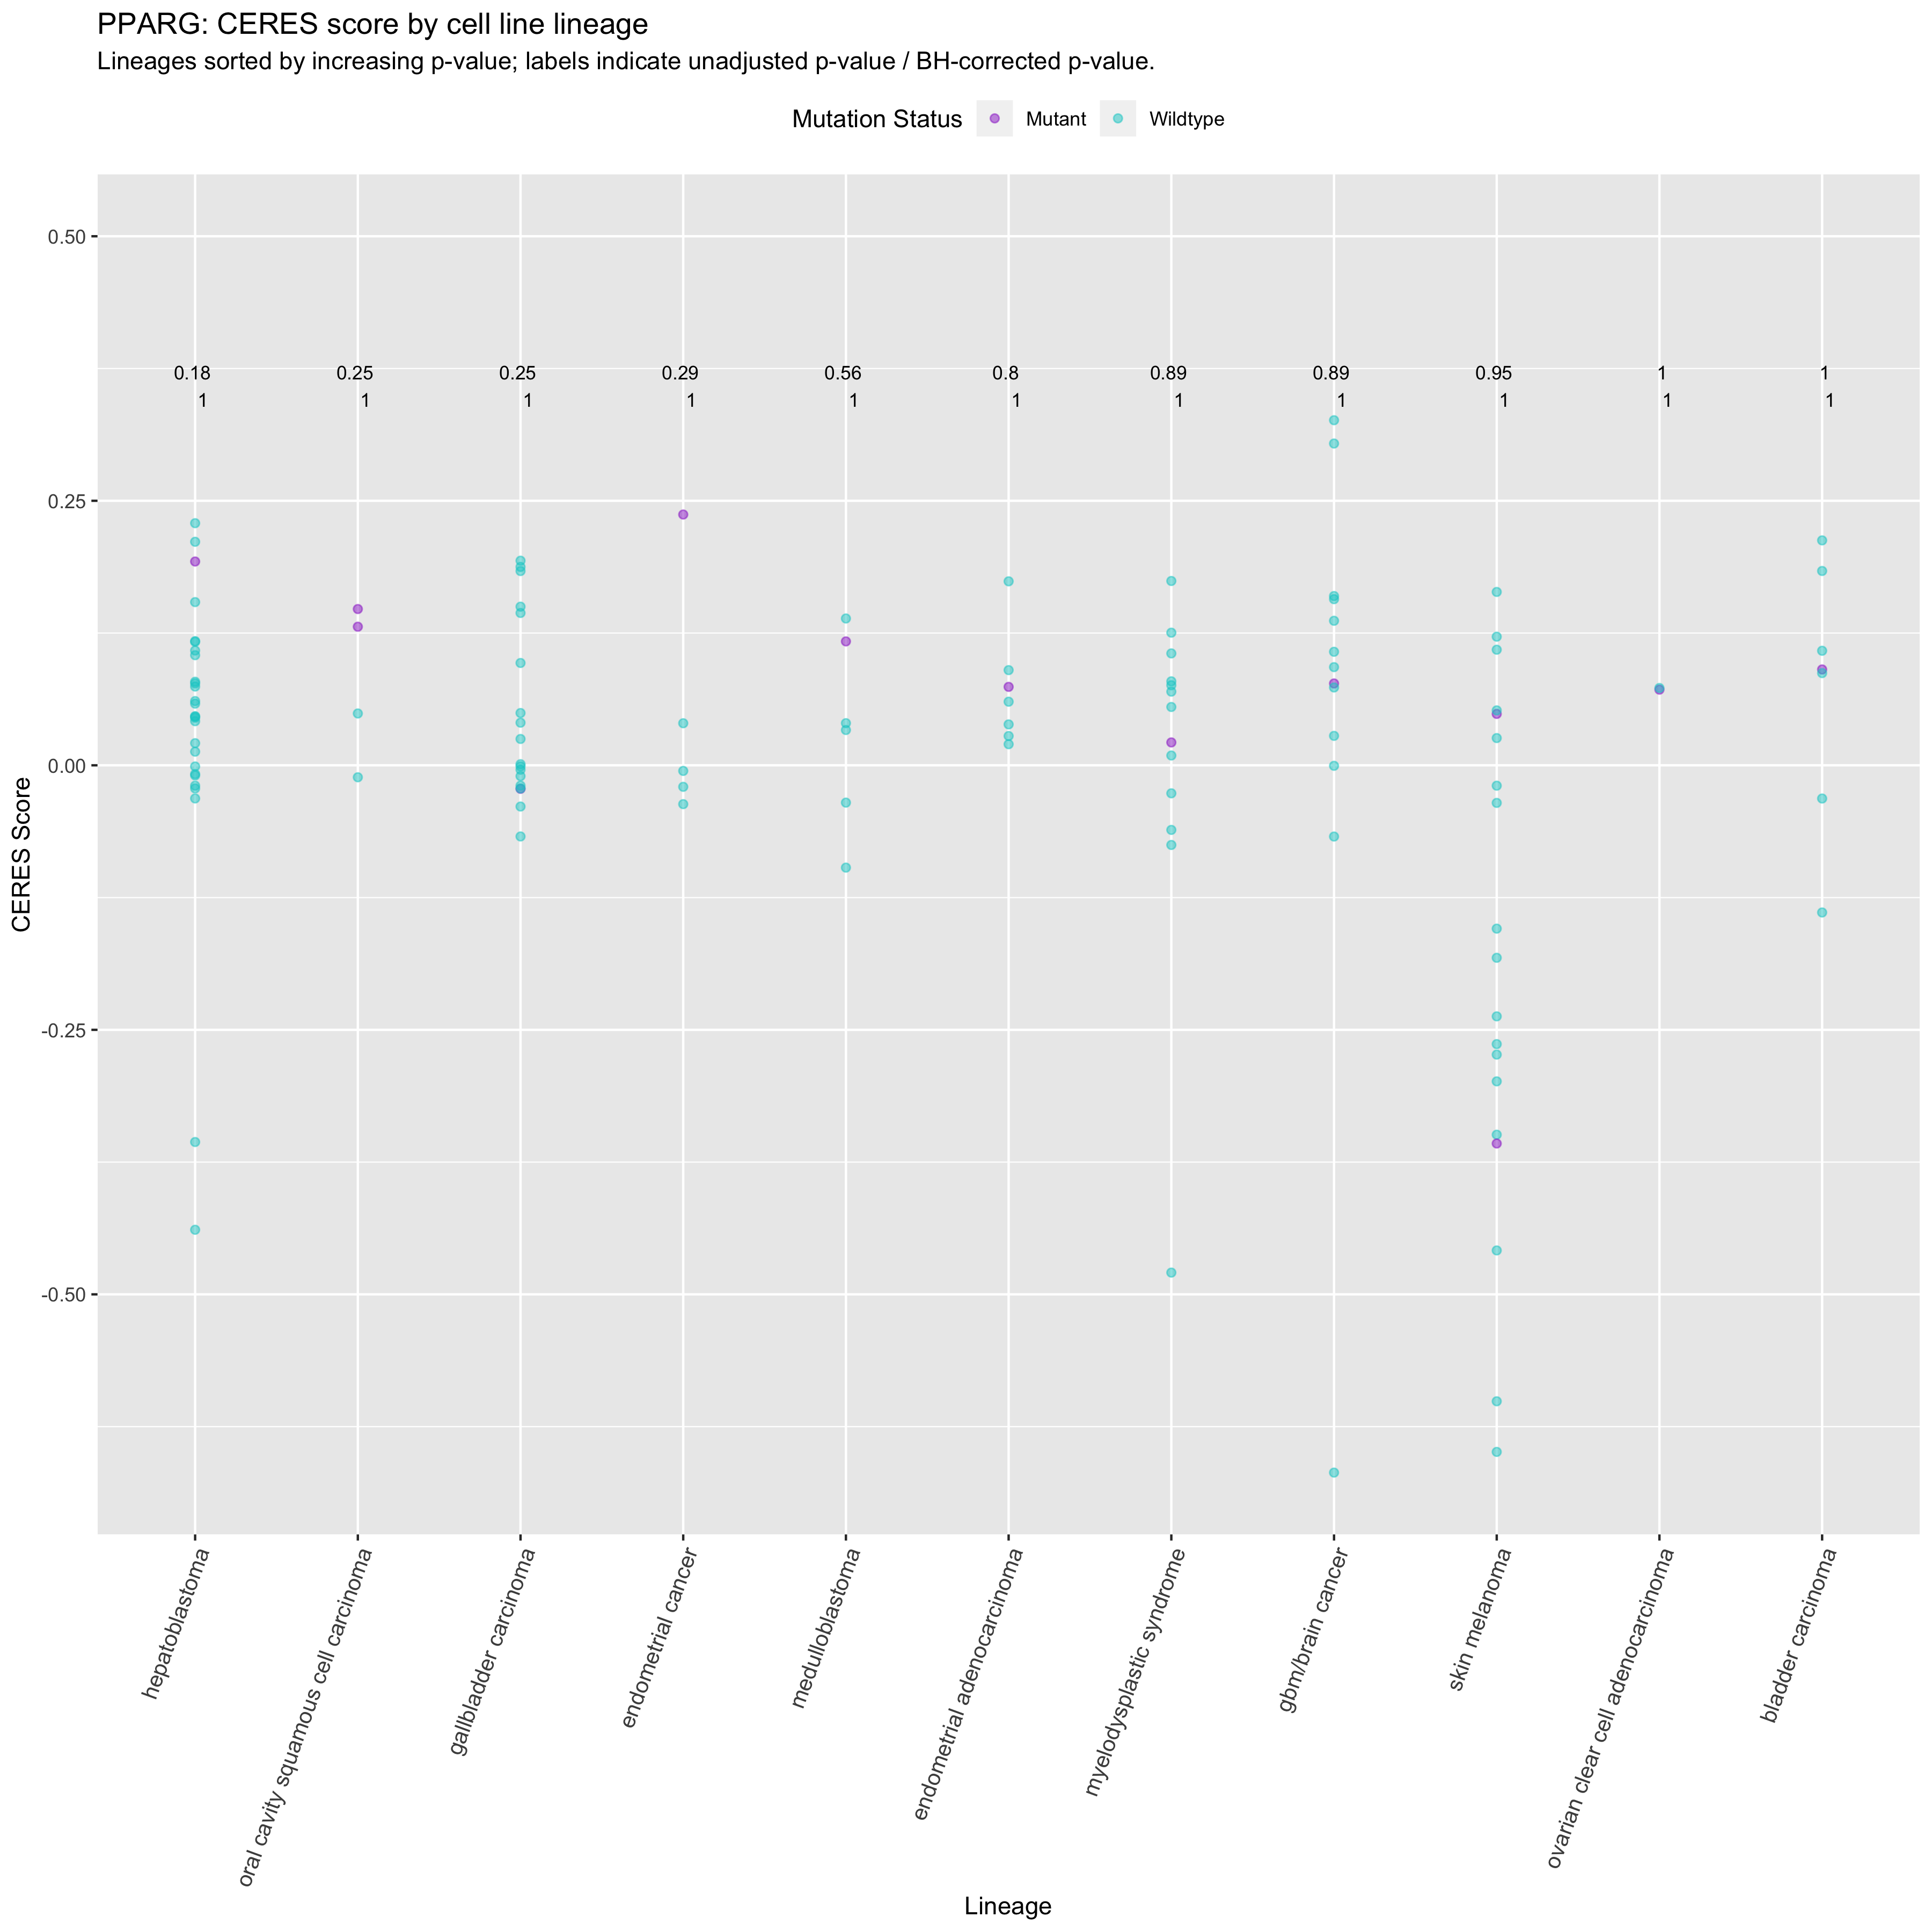 PPARG: CERES score by cell line lineage
Lineages sorted by increasing p-value; labels indicate unadjusted p-value / BH-corrected p-value.
Mutation Status Mutant Wildtype
0.50
0.18 0.25 0.25 0.29 0.56 0.8 0.89 0.89 0.95 1 1
1 1 1 1 1 1 1 1 1 1 1
0.25
0.00
-0.25
-0.50
CERES Score
hepatoblastoma
oral cavity squamous cell carcinoma
gallbladder carcinoma
endometrial cancer
medulloblastoma
endometrial adenocarcinoma
myelodysplastic syndrome
gbm/brain cancer
skin melanoma
ovarian clear cell adenocarcinoma
bladder carcinoma
Lineage